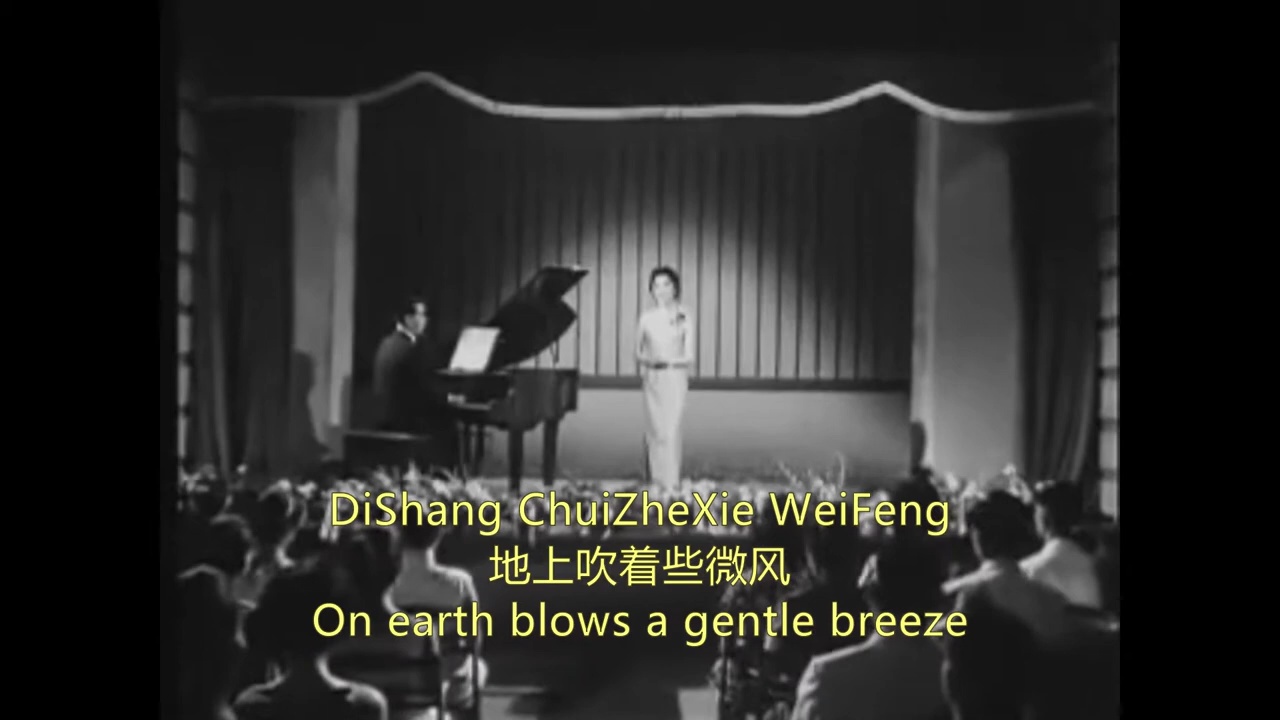 DiShang ChuiZheXie WeiFeng
地上吹着些微风
On earth blows a gentle breeze